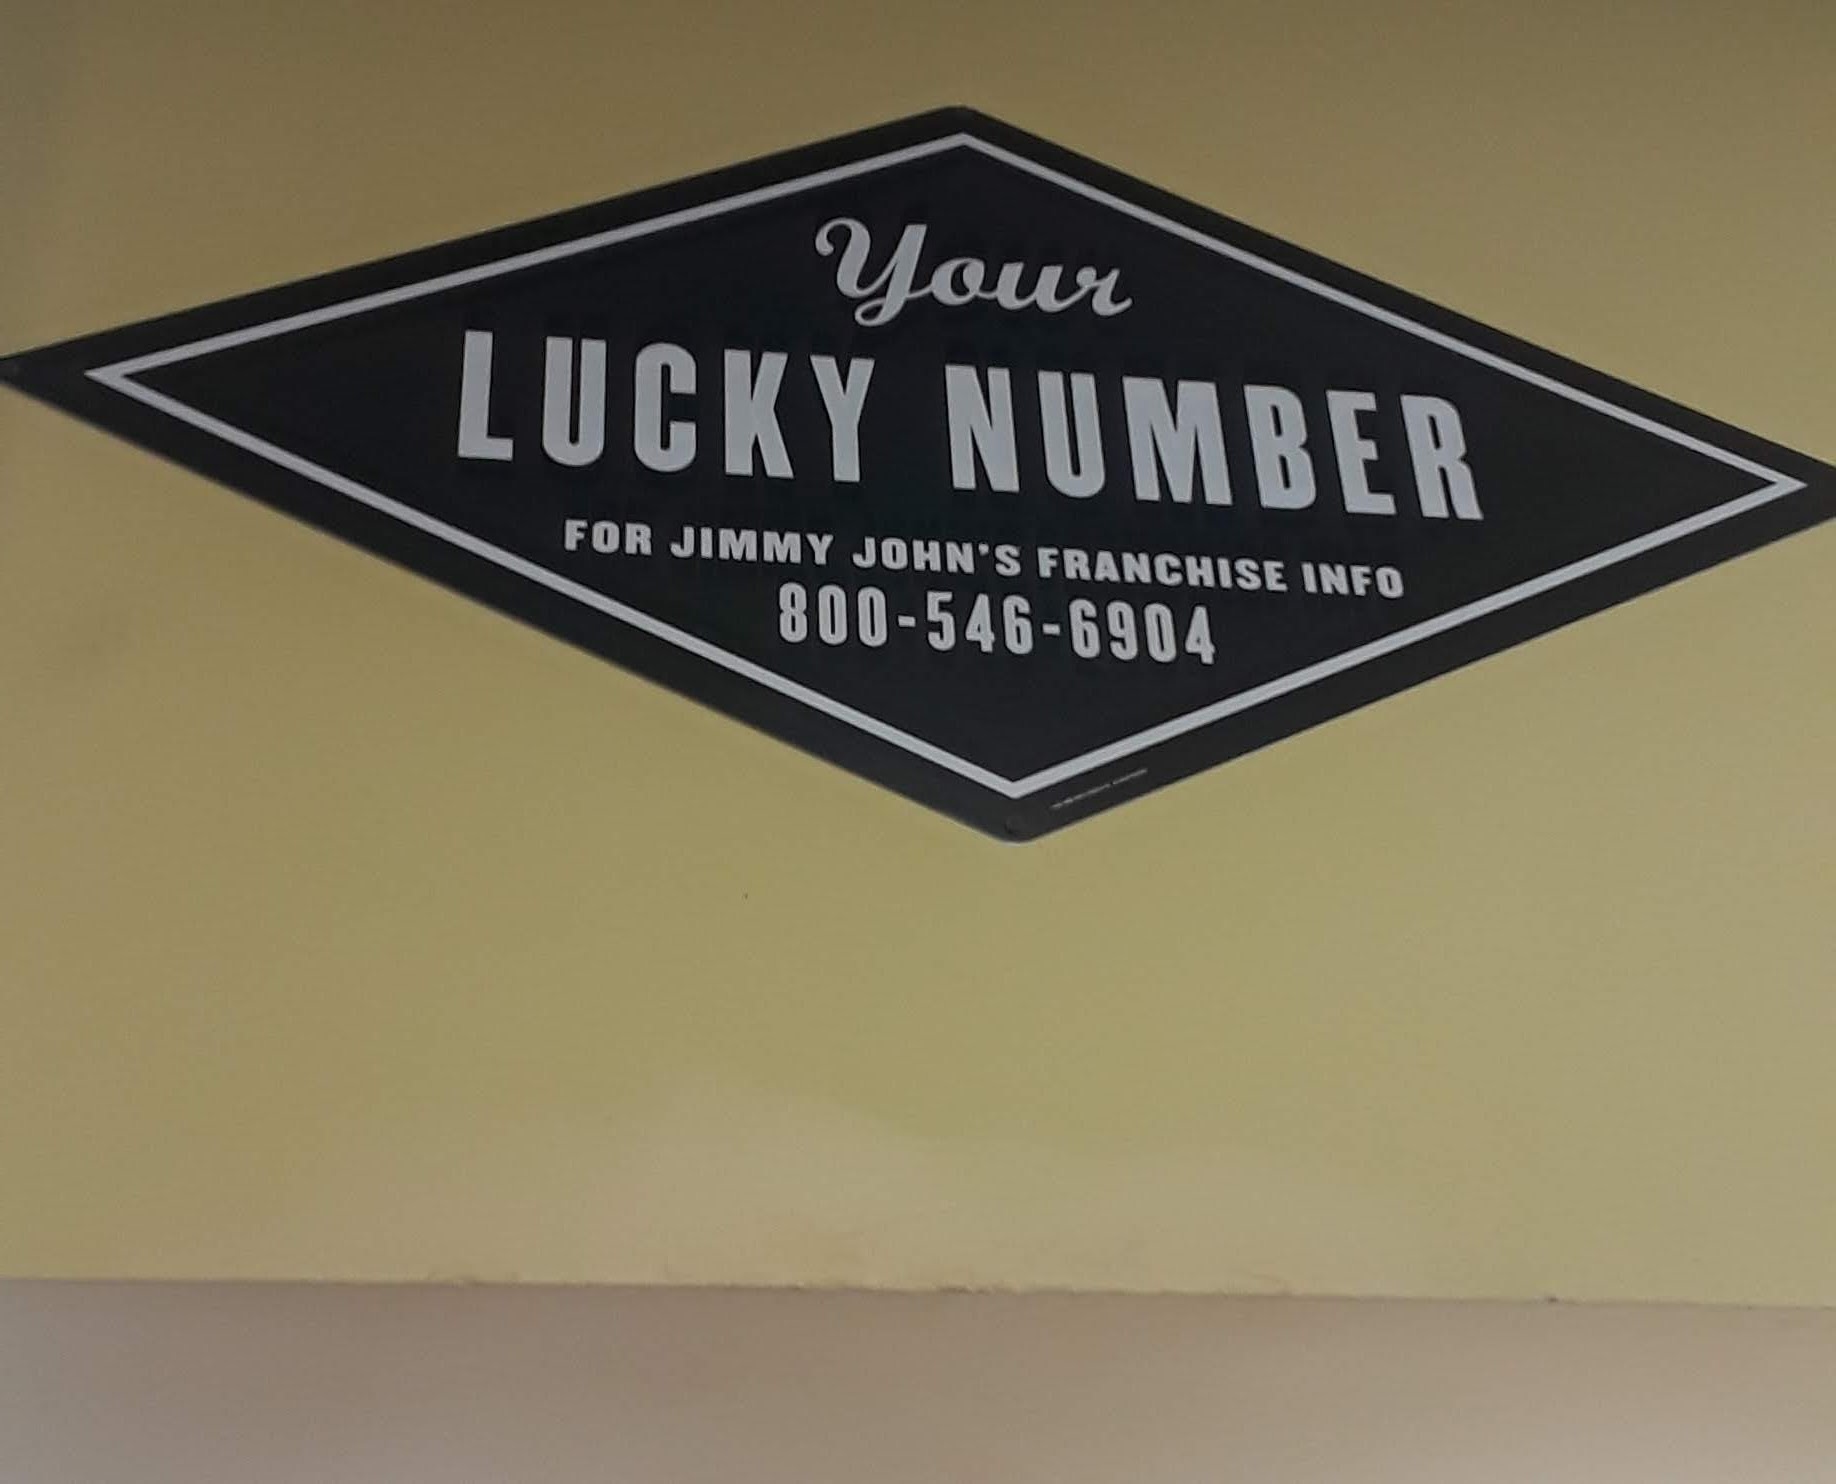 Your
LUCKY NUMBER
FOR JIMMY JOHN'S FRANCHISE INFO
800-546-6904